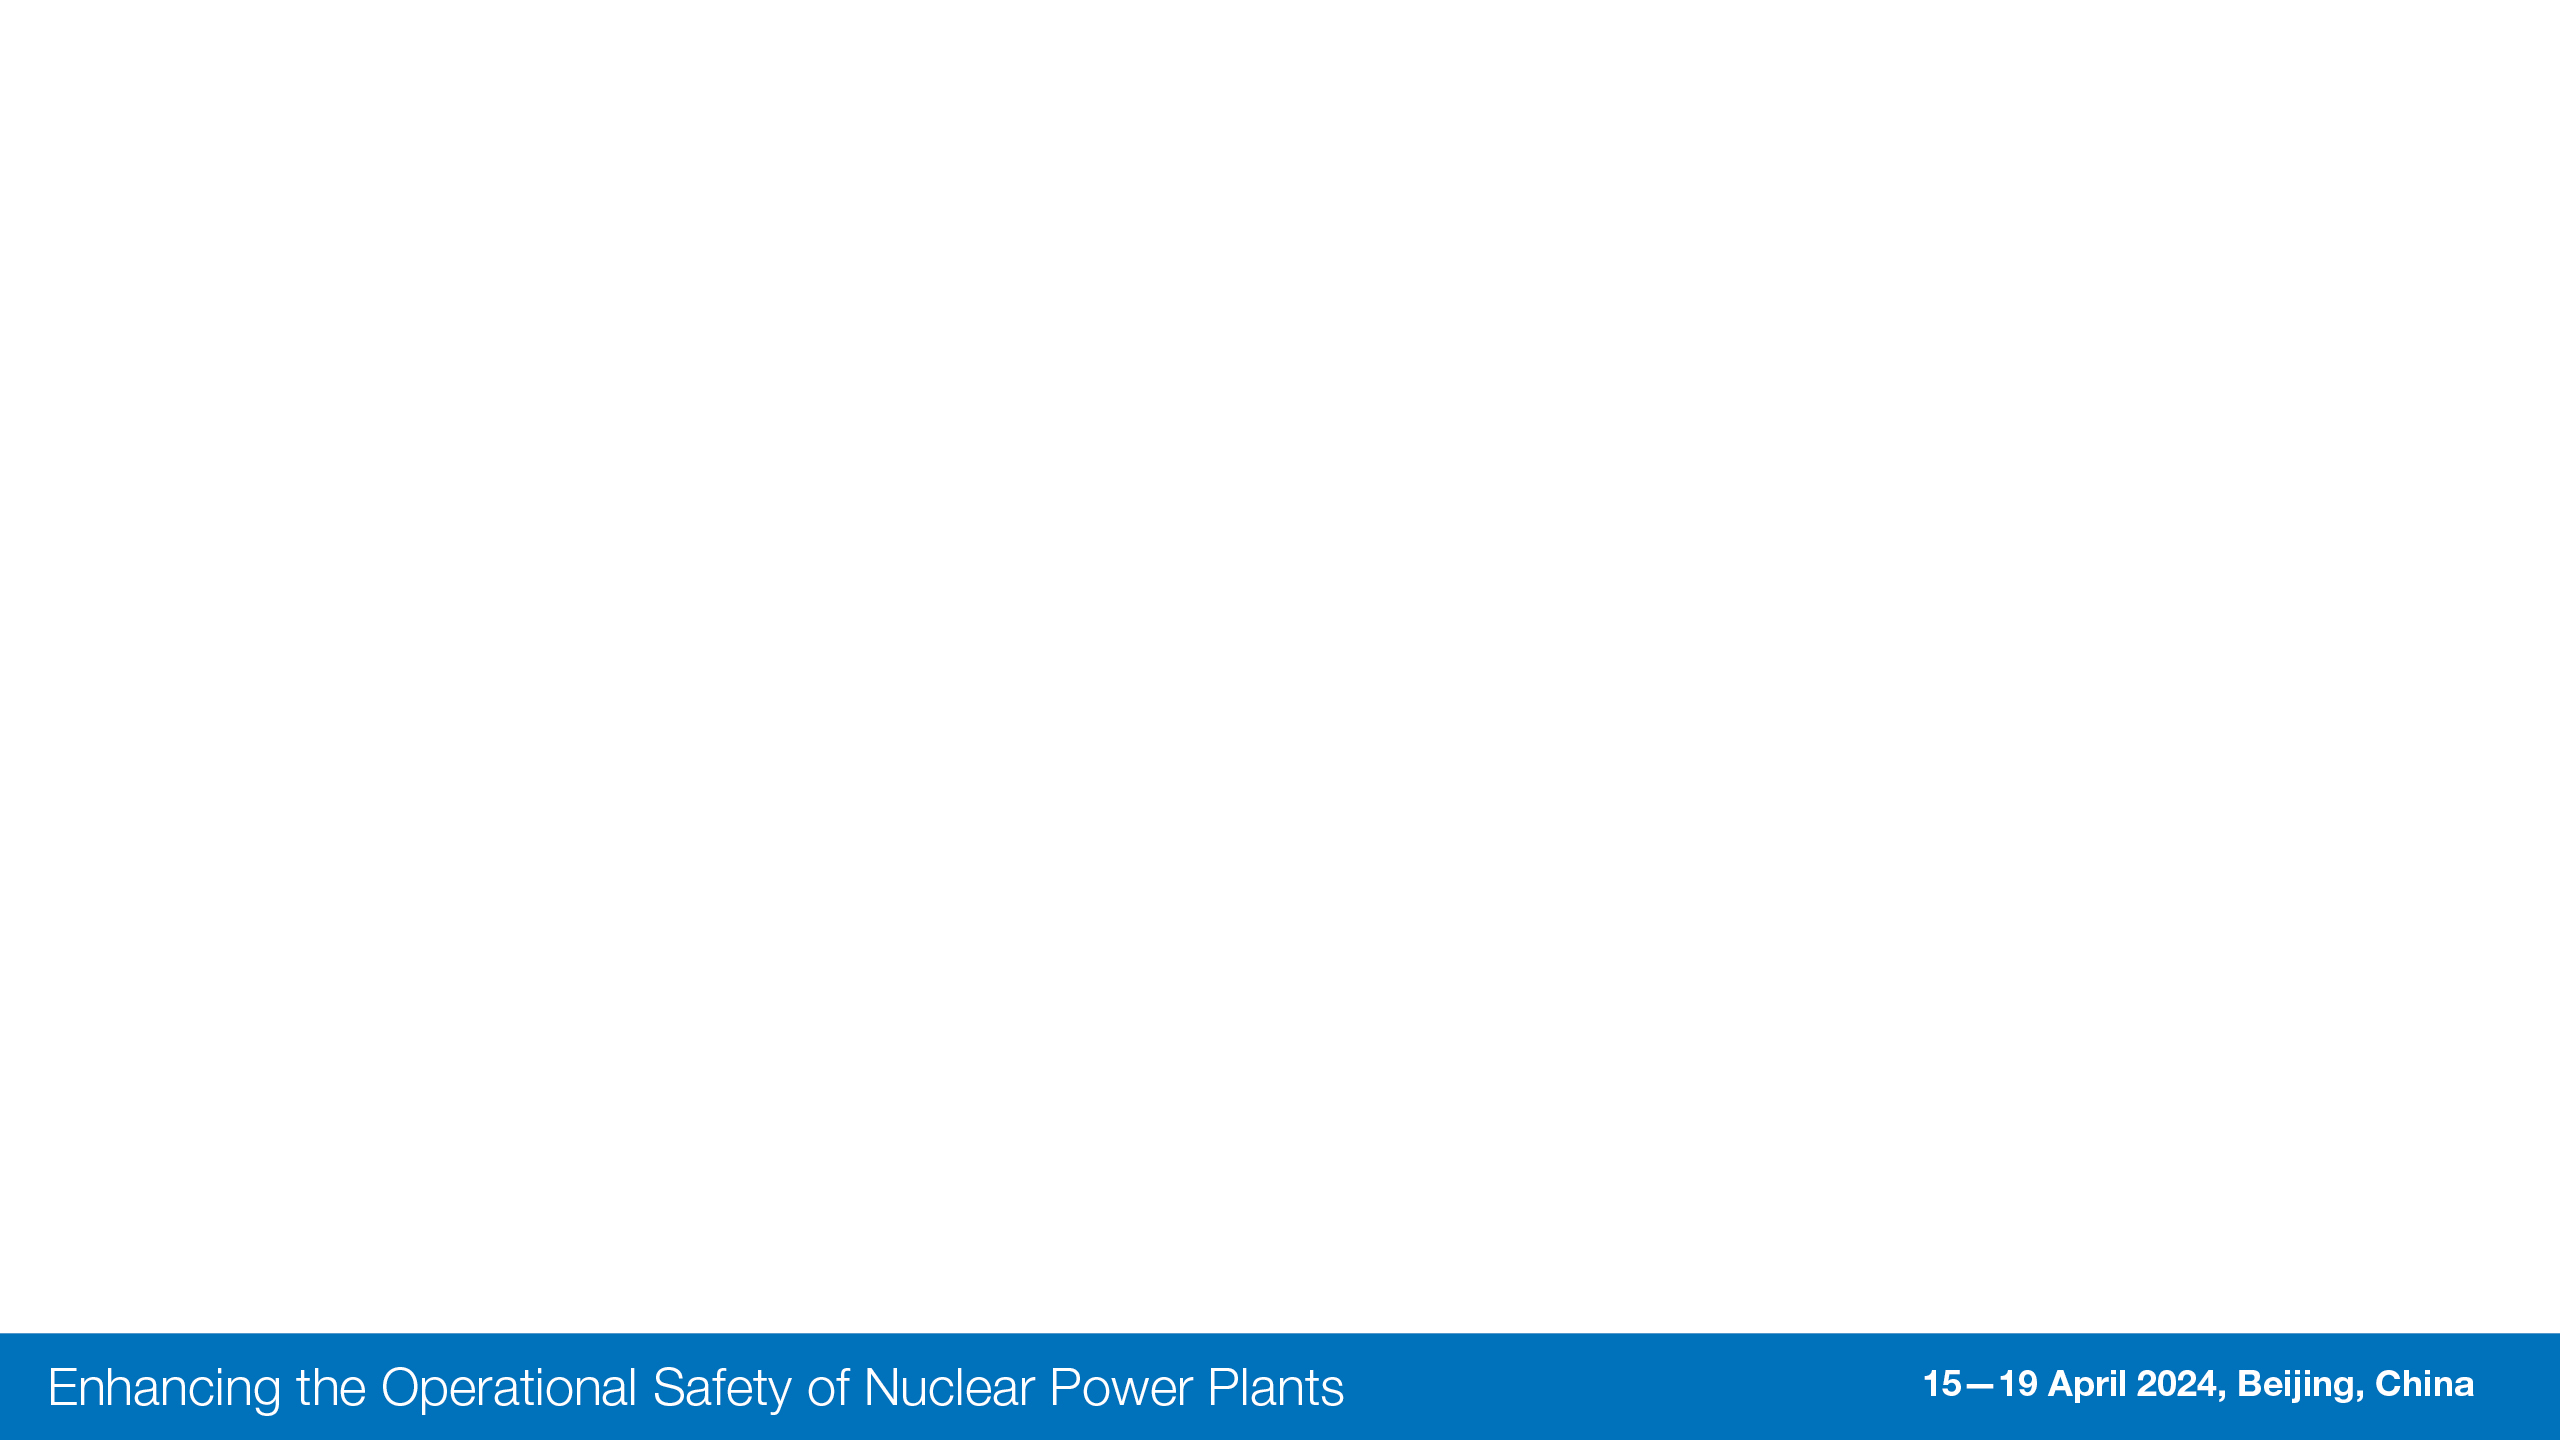 Enhancing the Operational Safety of Nuclear Power Plants
15—19 April 2024, Beijing, China